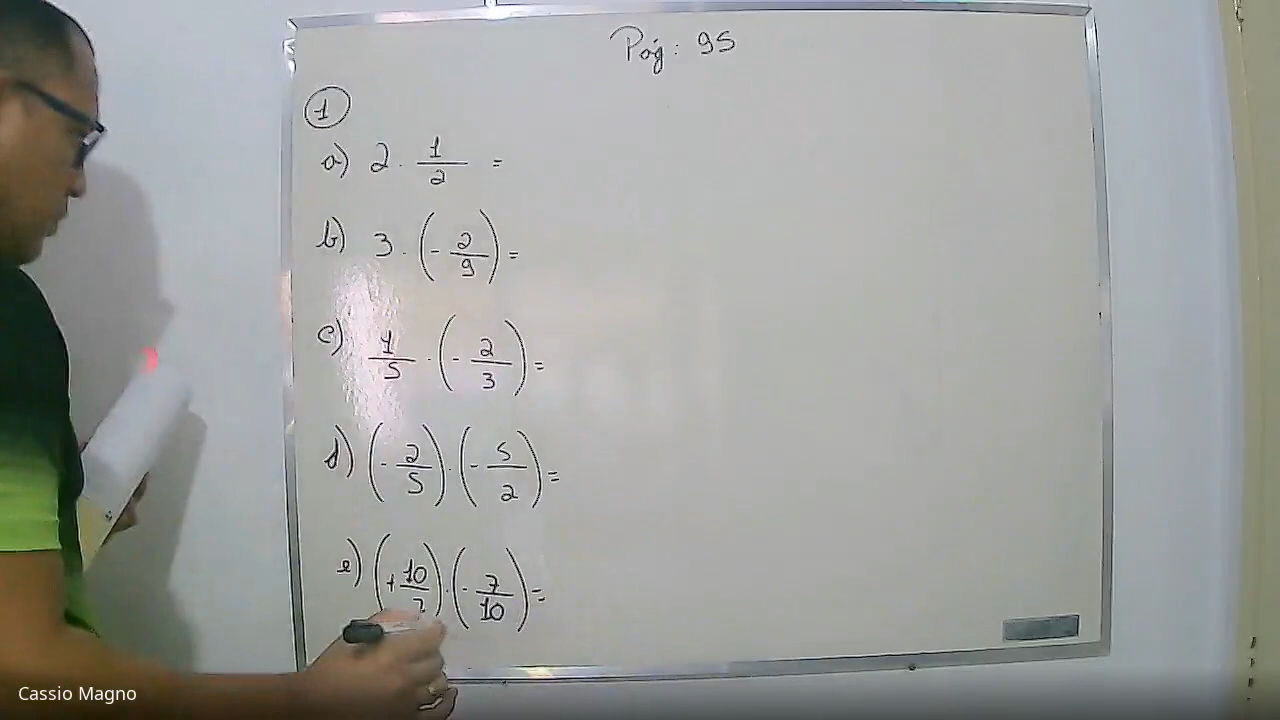 Pág: 95
1
a) 2 · 1/2 =
b) 3 · (- 2/9) =
c) 1/5 · (- 2/3) =
d) (- 2/5) · (- 5/2) =
e) (+ 10/7) · (- 7/10) =
Cassio Magno